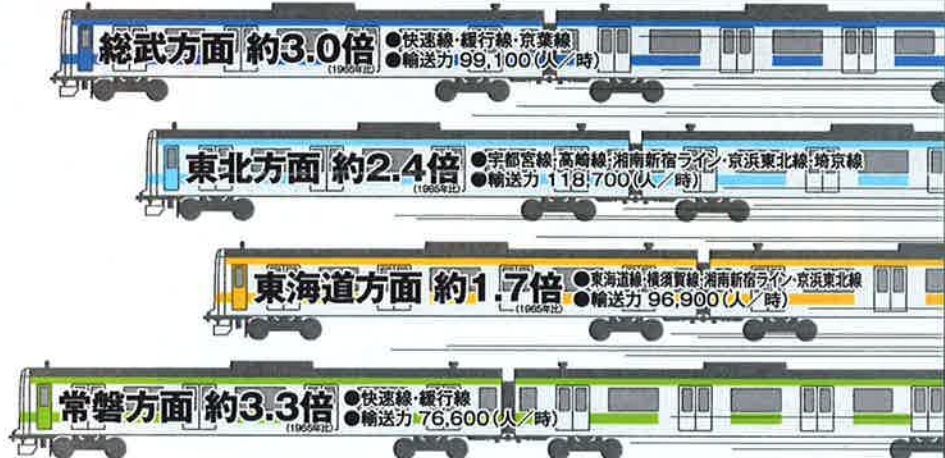 総武方面 約3.0倍
(1965年比)
●快速線・緩行線・京葉線
●輸送力 99,100(人/時)
東北方面 約2.4倍
(1965年比)
●宇都宮線・高崎線・湘南新宿ライン・京浜東北線・埼京線
●輸送力 118,700(人/時)
東海道方面 約1.7倍
(1965年比)
●東海道線・横須賀線・湘南新宿ライン・京浜東北線
●輸送力 96,900(人/時)
常磐方面 約3.3倍
(1965年比)
●快速線・緩行線
●輸送力 76,600(人/時)